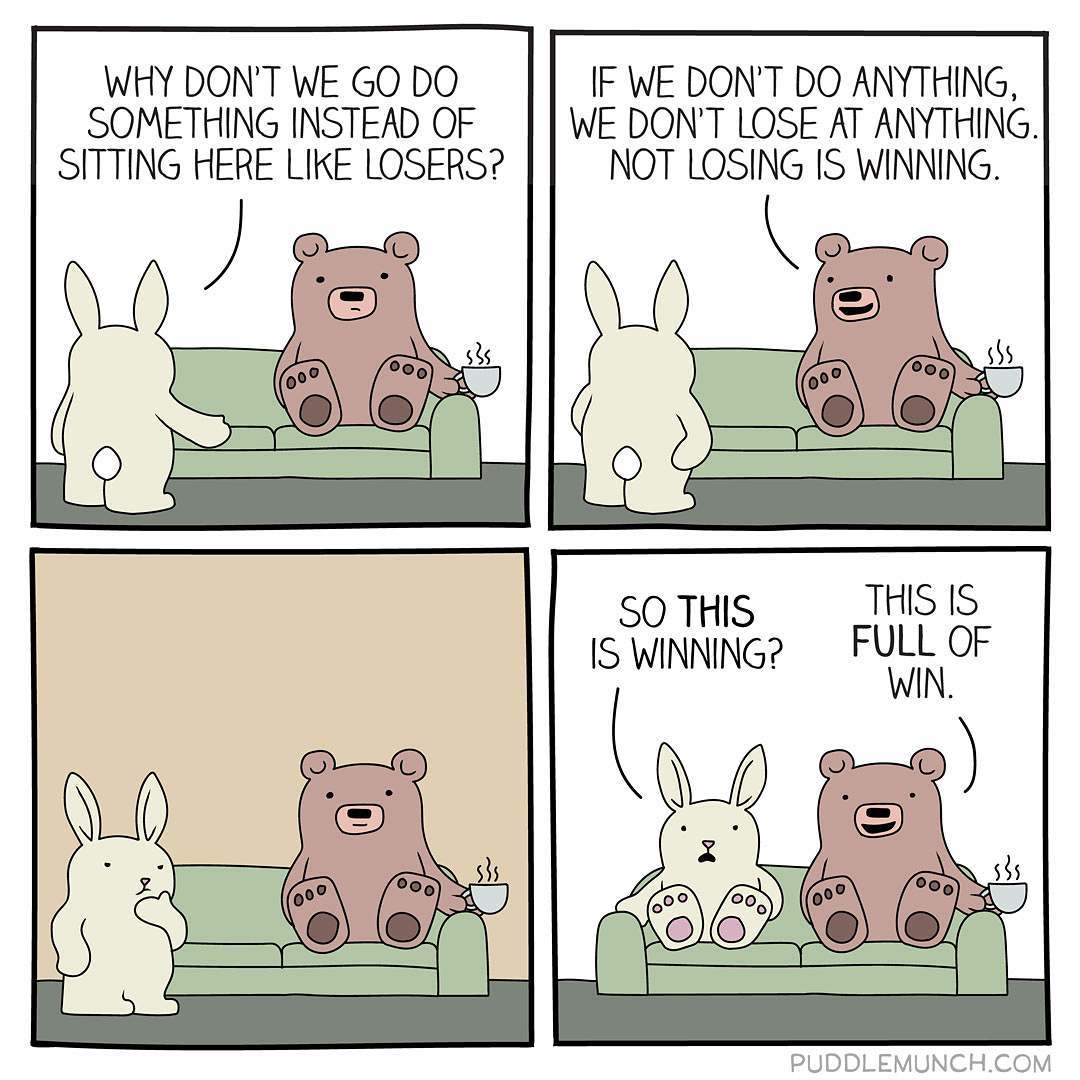 WHY DON'T WE GO DO
SOMETHING INSTEAD OF
SITTING HERE LIKE LOSERS?
IF WE DON'T DO ANYTHING,
WE DON'T LOSE AT ANYTHING.
NOT LOSING IS WINNING.
SO THIS
IS WINNING?
THIS IS
FULL OF
WIN.
PUDDLEMUNCH.COM